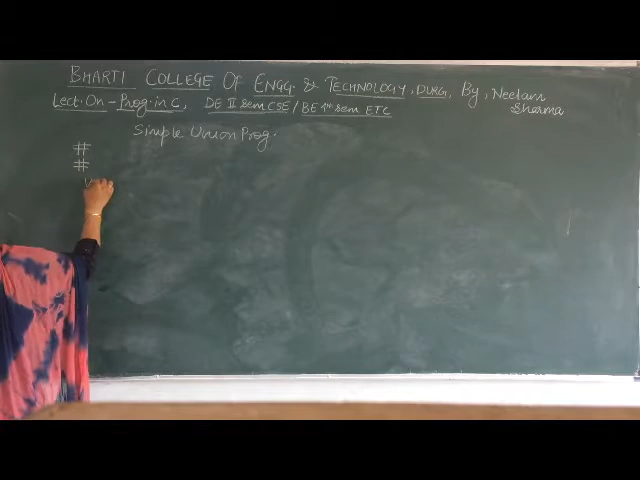 BHARTI COLLEGE OF ENGG. & TECHNOLOGY, DURG, By, Neelam Sharma
Lect. On - Prog. in C, DE II sem CSE / BE 1st sem ETC
Simple Union Prog.
#
#